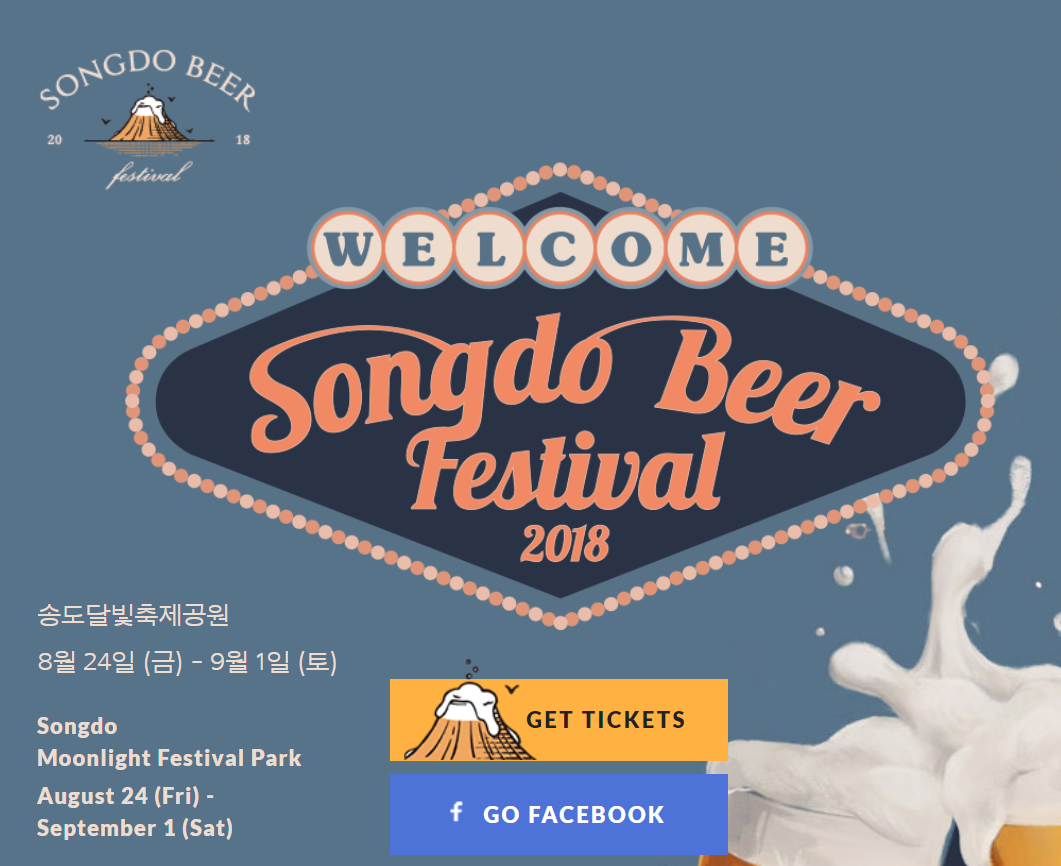 SONGDO BEER
20 18
festival
WELCOME
Songdo Beer
Festival
2018
송도달빛축제공원
8월 24일 (금) - 9월 1일 (토)
Songdo
Moonlight Festival Park
August 24 (Fri) -
September 1 (Sat)
GET TICKETS
f GO FACEBOOK